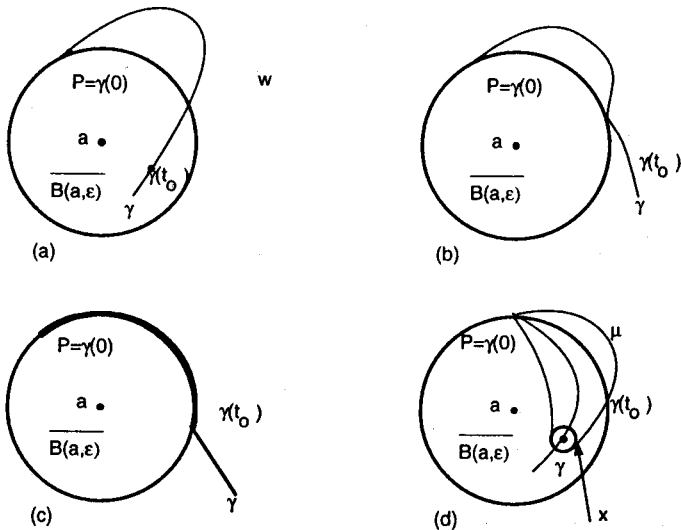 P=γ(0)
w
a
γ(t₀)
B(a,ε)
γ
(a)
P=γ(0)
a
γ(t₀)
B(a,ε)
γ
(b)
P=γ(0)
a
γ(t₀)
B(a,ε)
γ
(c)
P=γ(0)
μ
a
γ(t₀)
B(a,ε)
γ
x
(d)